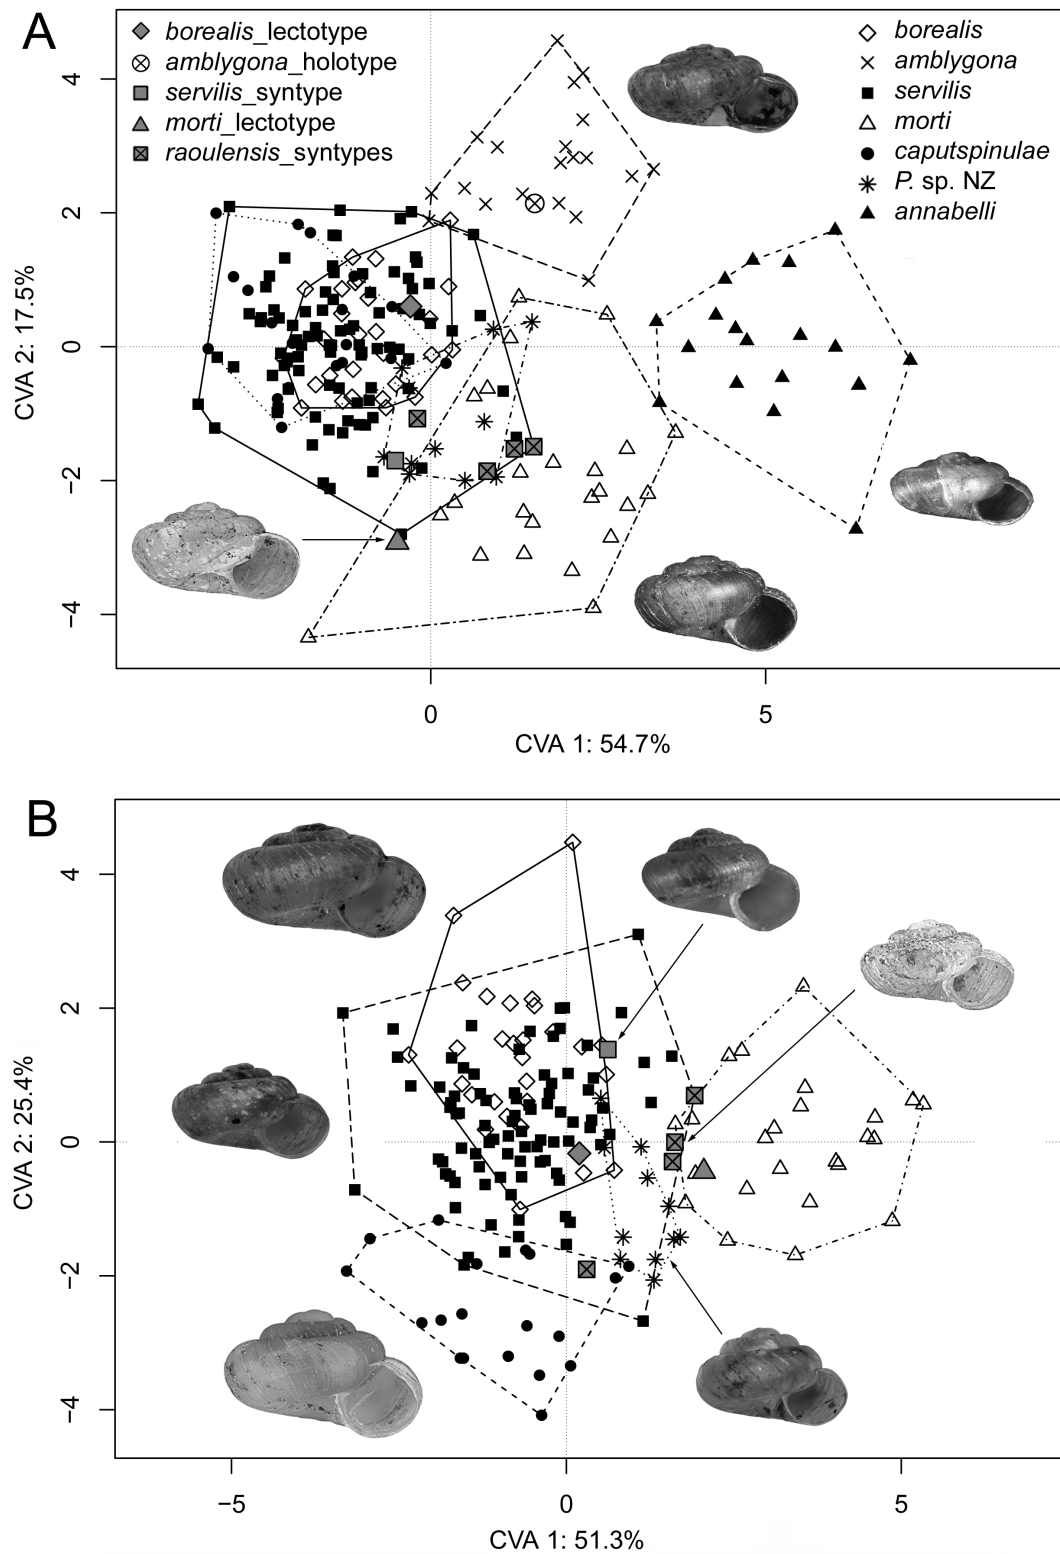 A
borealis_lectotype
amblygona_holotype
servilis_syntype
morti_lectotype
raoulensis_syntypes
borealis
amblygona
servilis
morti
caputspinulae
P. sp. NZ
annabelli
4
2
0
−2
−4
CVA 2: 17.5%
0
5
CVA 1: 54.7%
B
4
2
0
−2
−4
CVA 2: 25.4%
−5
0
5
CVA 1: 51.3%